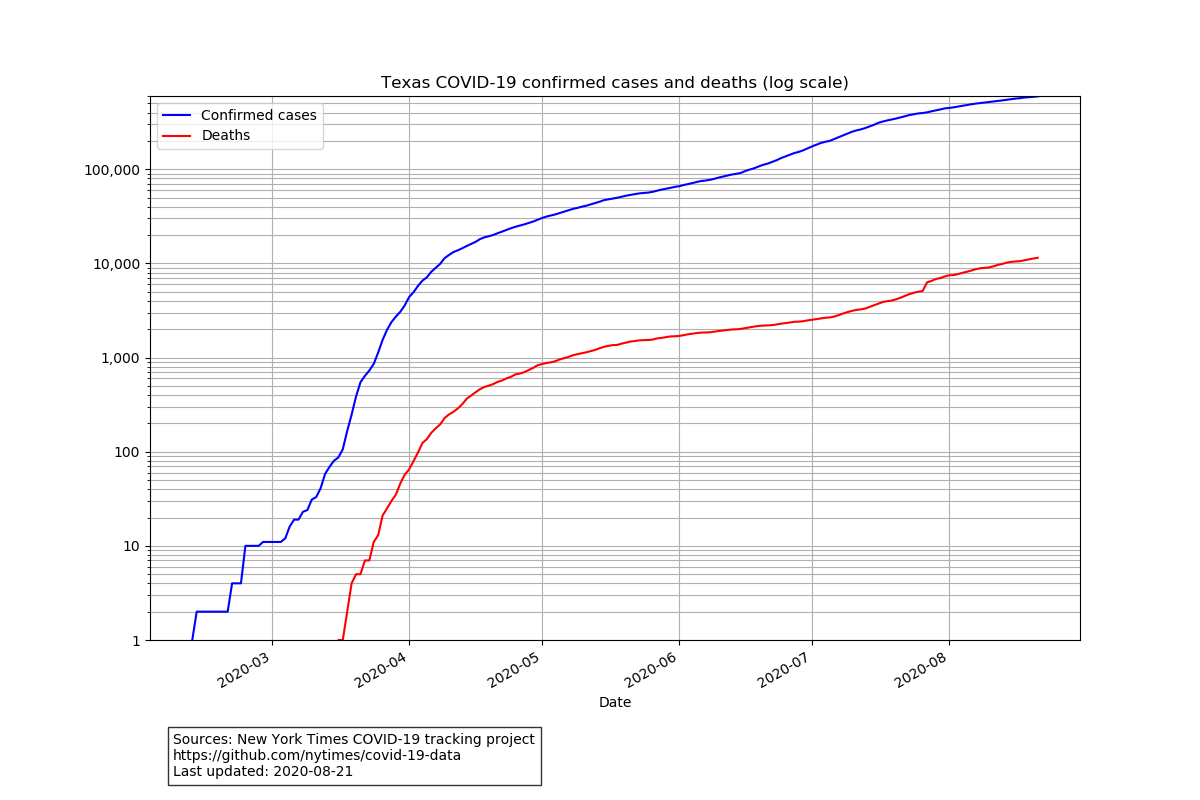 Texas COVID-19 confirmed cases and deaths (log scale)
Confirmed cases
Deaths
100,000
10,000
1,000
100
10
1
2020-03
2020-04
2020-05
2020-06
2020-07
2020-08
Date
Sources: New York Times COVID-19 tracking project
https://github.com/nytimes/covid-19-data
Last updated: 2020-08-21